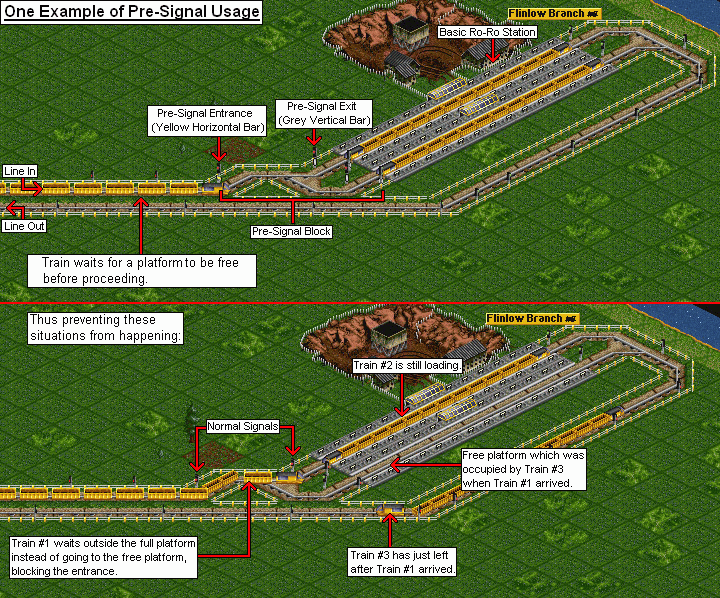 One Example of Pre-Signal Usage
Flinlow Branch
Basic Ro-Ro Station
Pre-Signal Entrance
(Yellow Horizontal Bar)
Pre-Signal Exit
(Grey Vertical Bar)
Line In
Line Out
Pre-Signal Block
Train waits for a platform to be free
before proceeding.
Thus preventing these
situations from happening:
Flinlow Branch
Train #2 is still loading.
Normal Signals
Free platform which was
occupied by Train #3
when Train #1 arrived.
Train #1 waits outside the full platform
instead of going to the free platform,
blocking the entrance.
Train #3 has just left
after Train #1 arrived.